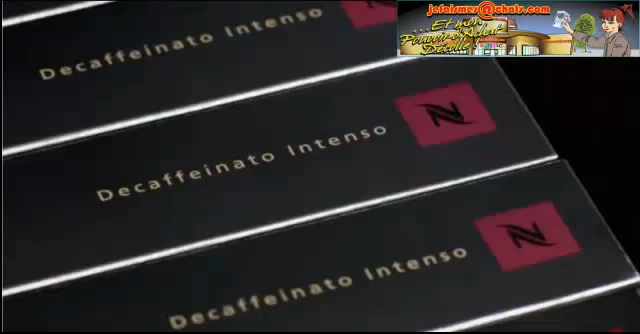 Decaffeinato Intenso
jefaismes@chats.com
...Et mon
Pouvoir d'Achat
Décolle !
Decaffeinato Intenso
Decaffeinato Intenso